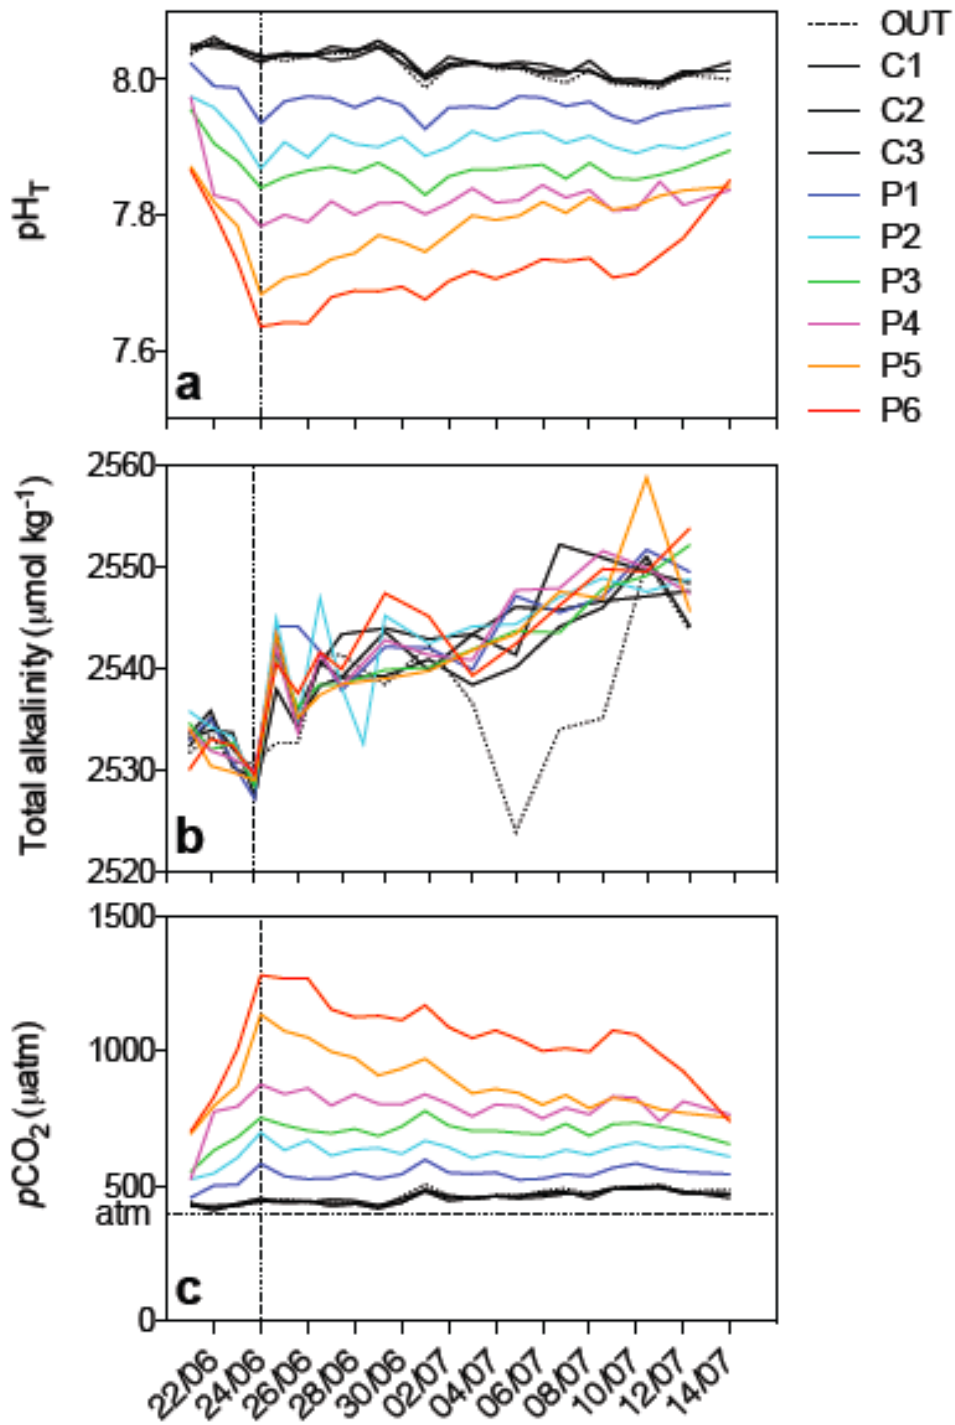 OUT
C1
C2
C3
P1
P2
P3
P4
P5
P6
pHT
8.0
7.8
7.6
a
Total alkalinity (μmol kg-1)
2560
2550
2540
2530
2520
b
pCO2 (μatm)
1500
1000
500
atm
0
c
22/06
24/06
26/06
28/06
30/06
02/07
04/07
06/07
08/07
10/07
12/07
14/07